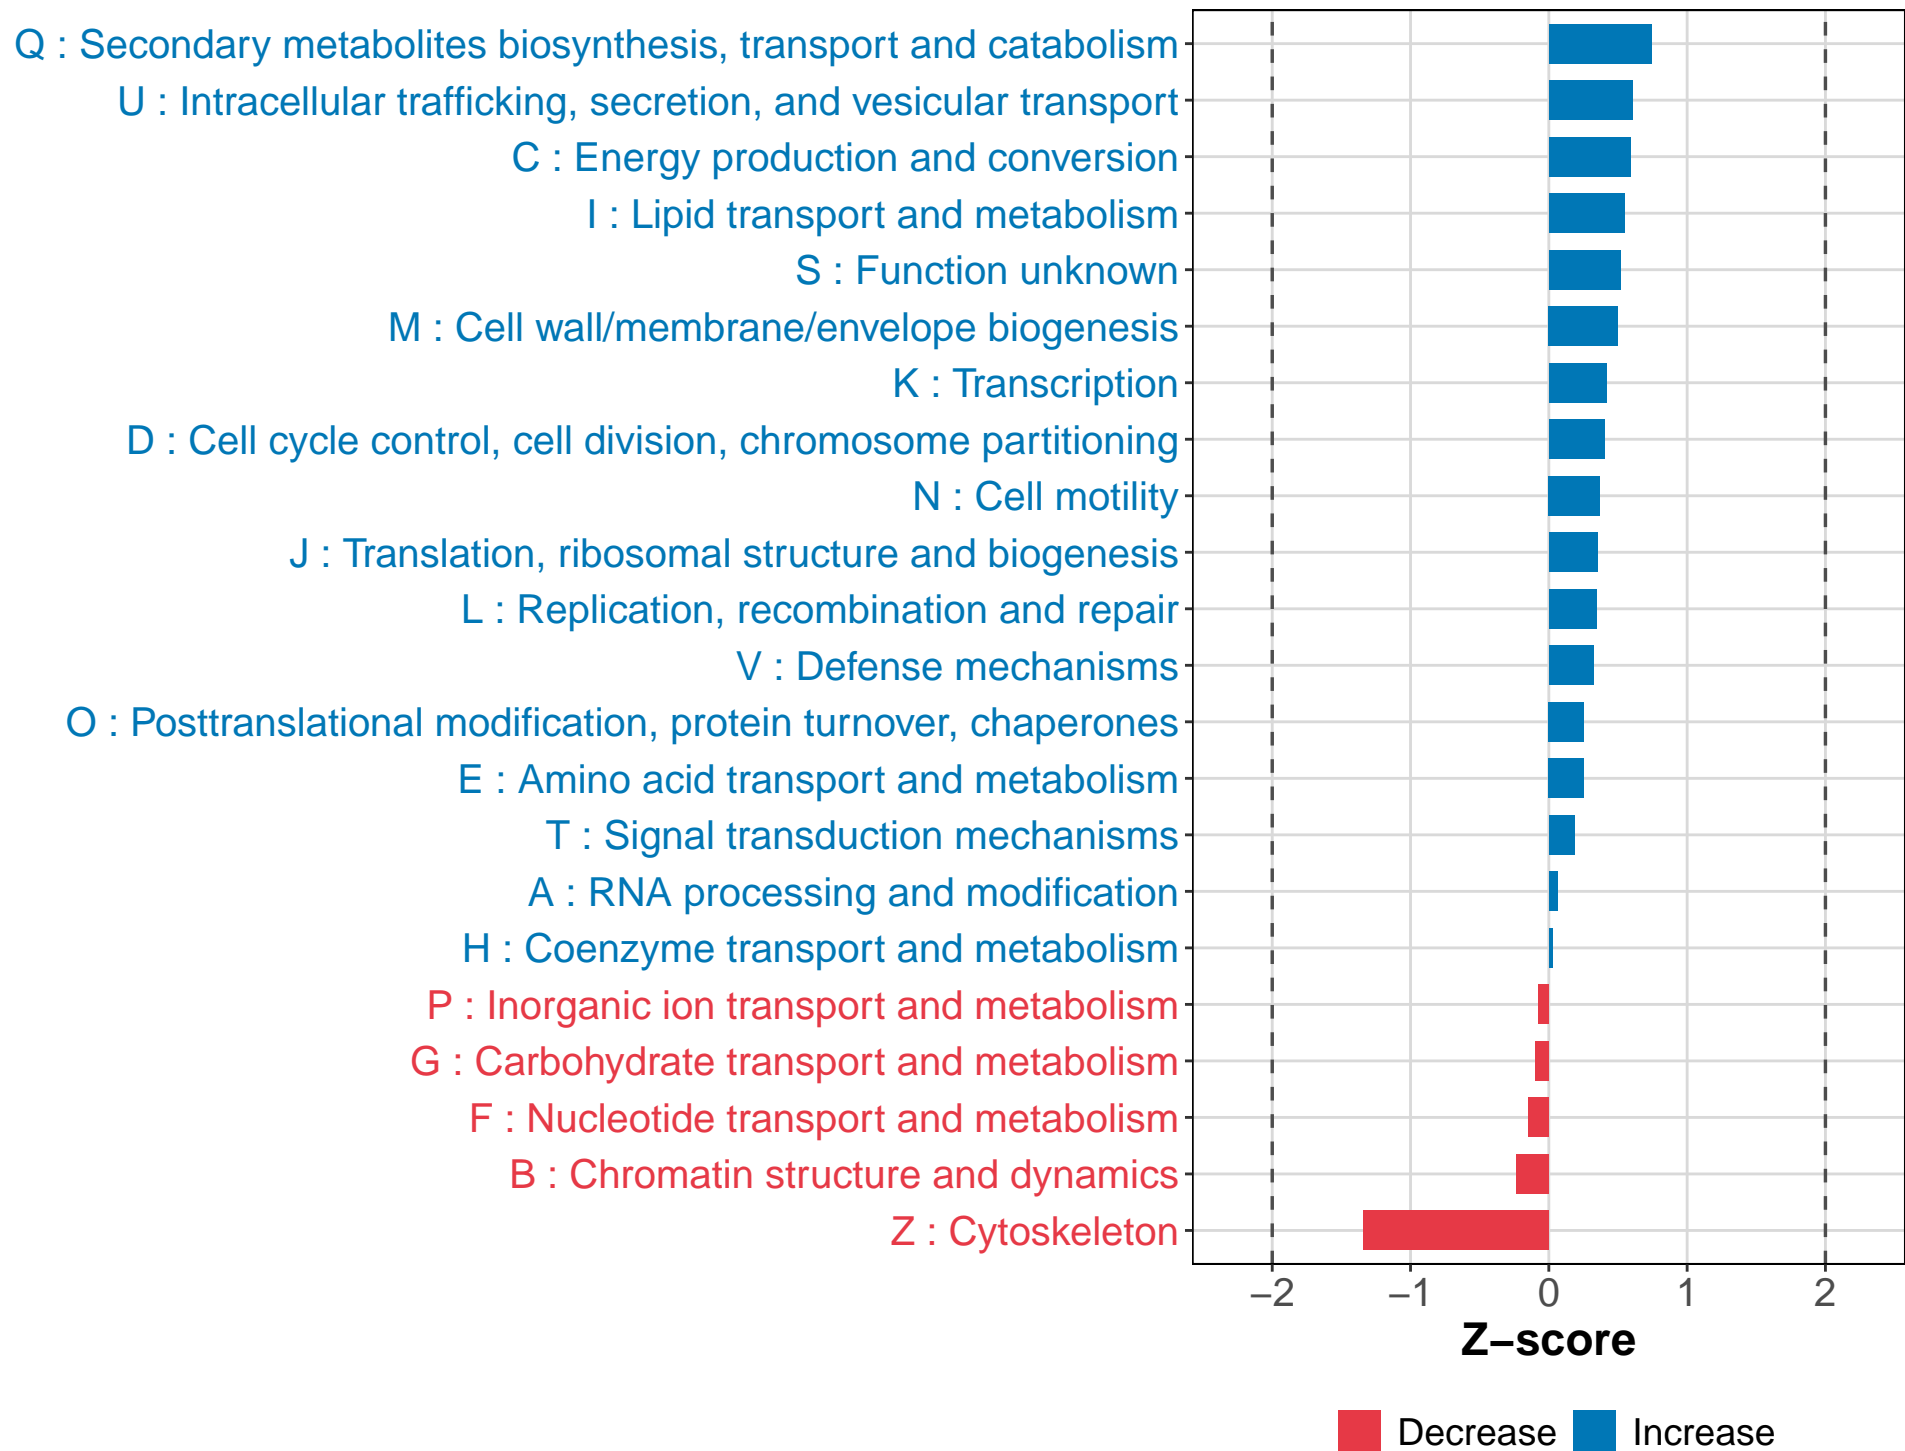 Q : Secondary metabolites biosynthesis, transport and catabolism
U : Intracellular trafficking, secretion, and vesicular transport
C : Energy production and conversion
I : Lipid transport and metabolism
S : Function unknown
M : Cell wall/membrane/envelope biogenesis
K : Transcription
D : Cell cycle control, cell division, chromosome partitioning
N : Cell motility
J : Translation, ribosomal structure and biogenesis
L : Replication, recombination and repair
V : Defense mechanisms
O : Posttranslational modification, protein turnover, chaperones
E : Amino acid transport and metabolism
T : Signal transduction mechanisms
A : RNA processing and modification
H : Coenzyme transport and metabolism
P : Inorganic ion transport and metabolism
G : Carbohydrate transport and metabolism
F : Nucleotide transport and metabolism
B : Chromatin structure and dynamics
Z : Cytoskeleton
−2 −1 0 1 2
Z−score
Decrease Increase